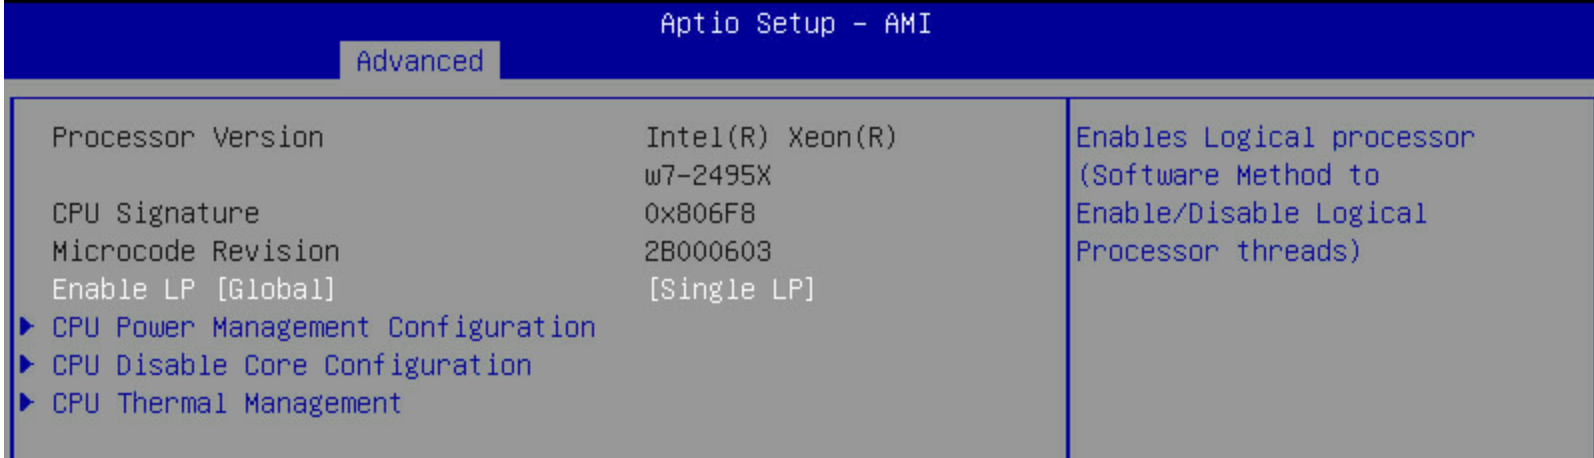 Aptio Setup – AMI
Advanced
Processor Version Intel(R) Xeon(R)
w7-2495X
CPU Signature 0x806F8
Microcode Revision 2B000603
Enable LP [Global] [Single LP]
CPU Power Management Configuration
CPU Disable Core Configuration
CPU Thermal Management
Enables Logical processor
(Software Method to
Enable/Disable Logical
Processor threads)